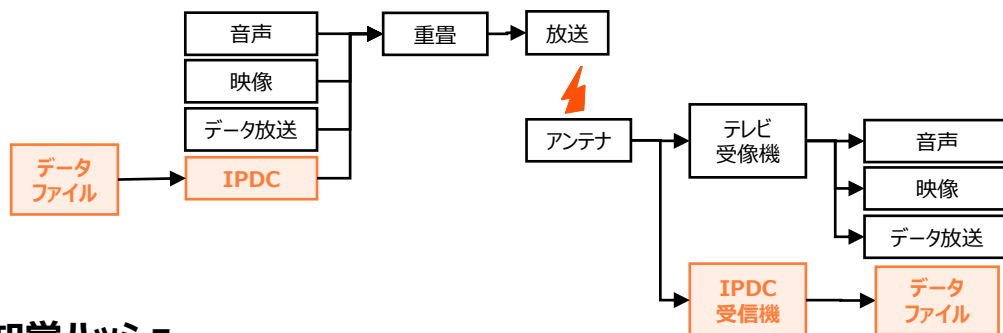 音声
重畳
放送
映像
データ放送
データ
ファイル
IPDC
アンテナ
テレビ
受像機
音声
映像
データ放送
IPDC
受信機
データ
ファイル